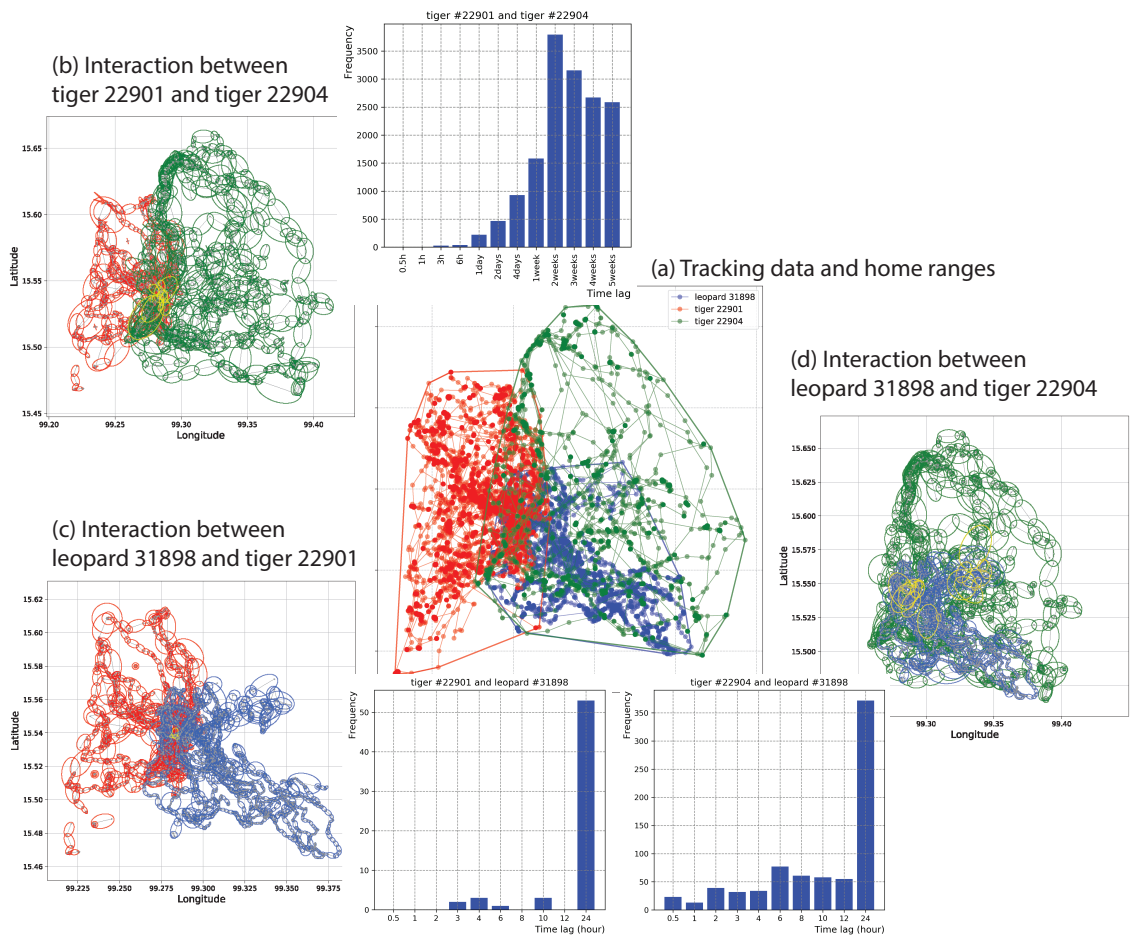 tiger #22901 and tiger #22904
(b) Interaction between
tiger 22901 and tiger 22904
Frequency
3500
3000
2500
2000
1500
1000
500
0
0.5h
1h
3h
6h
1day
2days
4days
1week
2weeks
3weeks
4weeks
5weeks
Time lag
Latitude
15.65
15.60
15.55
15.50
15.45
99.20 99.25 99.30 99.35 99.40
Longitude
(a) Tracking data and home ranges
leopard 31898
tiger 22901
tiger 22904
(d) Interaction between
leopard 31898 and tiger 22904
Latitude
15.650
15.625
15.600
15.575
15.550
15.525
15.500
99.30 99.35 99.40
Longitude
(c) Interaction between
leopard 31898 and tiger 22901
Latitude
15.62
15.60
15.58
15.56
15.54
15.52
15.50
15.48
15.46
99.225 99.250 99.275 99.300 99.325 99.350 99.375
Longitude
tiger #22901 and leopard #31898
Frequency
50
40
30
20
10
0
0.5 1 2 3 4 6 8 10 12 24
Time lag (hour)
tiger #22904 and leopard #31898
Frequency
350
300
250
200
150
100
50
0
0.5 1 2 3 4 6 8 10 12 24
Time lag (hour)